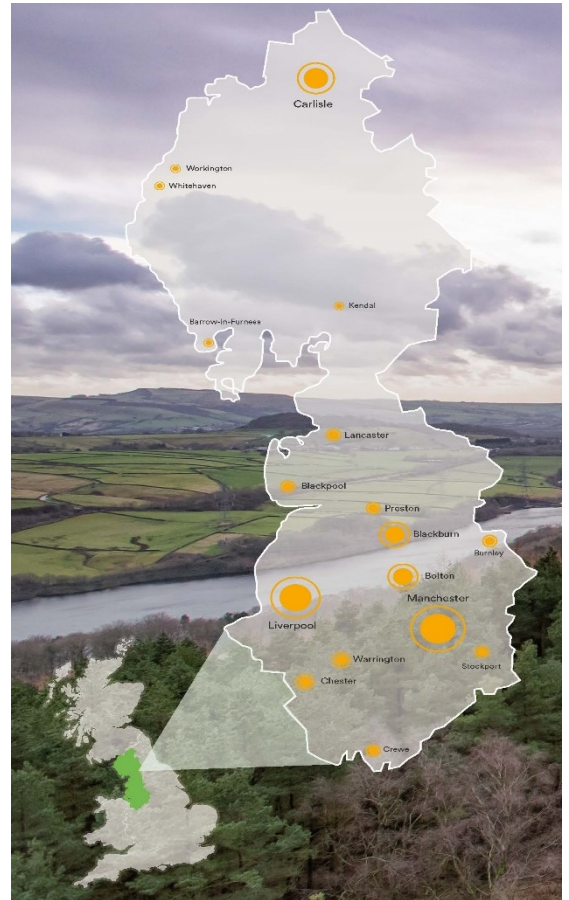 Carlisle
Workington
Whitehaven
Kendal
Barrow-in-Furness
Lancaster
Blackpool
Preston
Blackburn
Burnley
Bolton
Manchester
Liverpool
Stockport
Warrington
Chester
Crewe